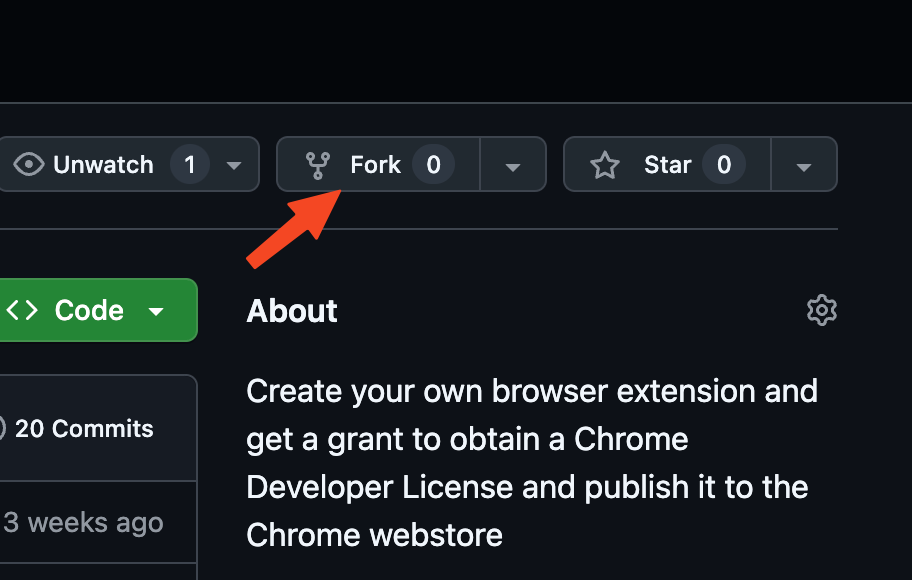 Unwatch 1
Fork 0
Star 0
Code
About
Create your own browser extension and
get a grant to obtain a Chrome
Developer License and publish it to the
Chrome webstore
20 Commits
3 weeks ago